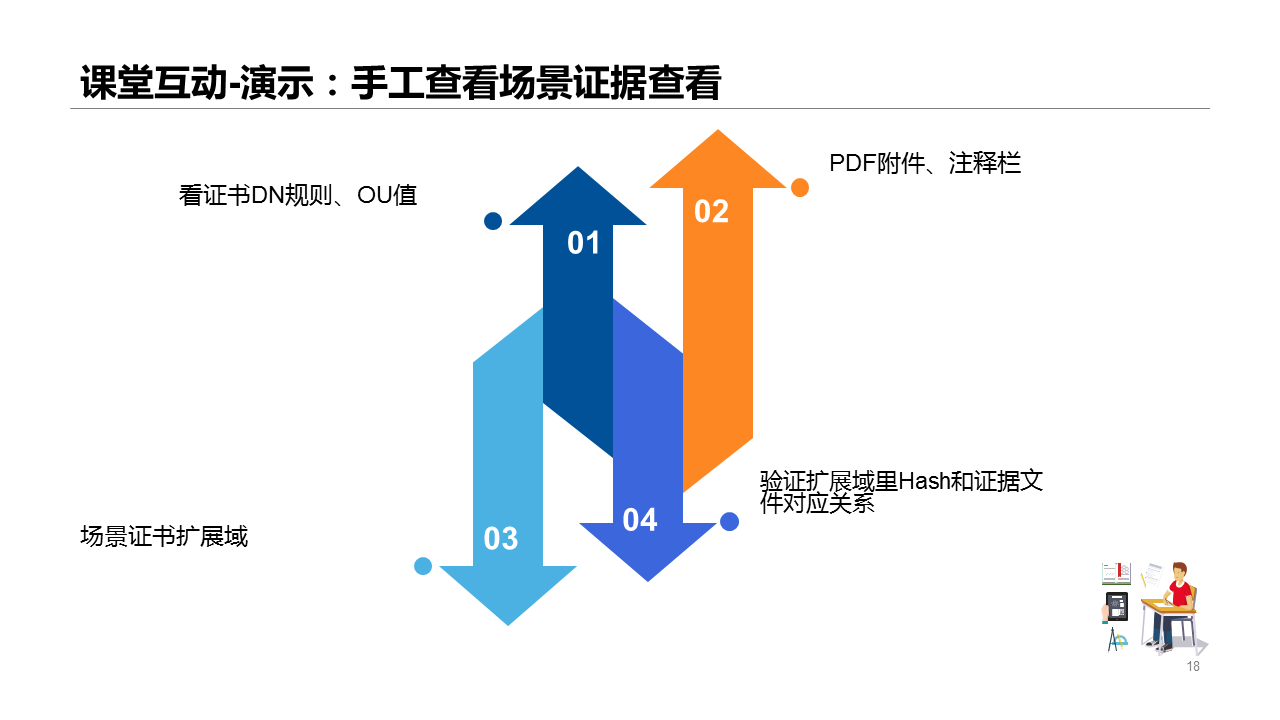 课堂互动-演示：手工查看场景证据查看
看证书DN规则、OU值
01
PDF附件、注释栏
02
场景证书扩展域
03
验证扩展域里Hash和证据文
件对应关系
04
18